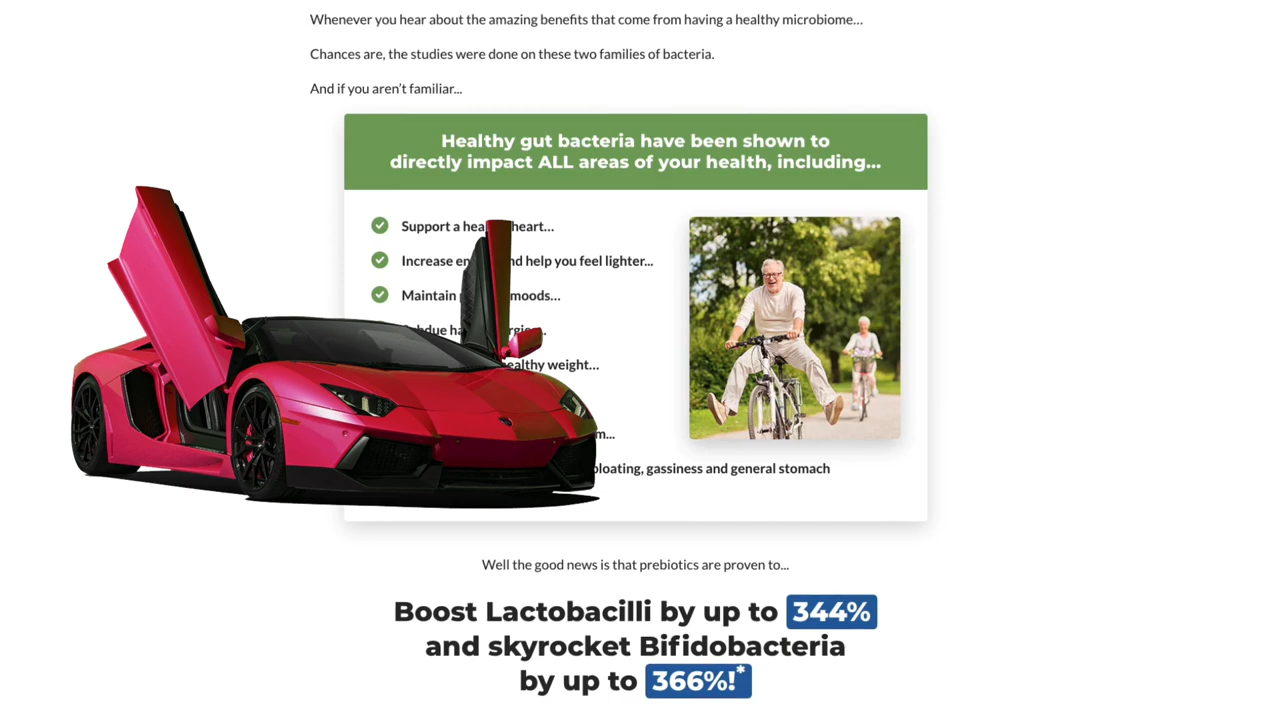 Whenever you hear about the amazing benefits that come from having a healthy microbiome...
Chances are, the studies were done on these two families of bacteria.
And if you aren't familiar...
Healthy gut bacteria have been shown to
directly impact ALL areas of your health, including...
Support a heart...
Increase and help you feel lighter...
Maintain moods...
healthy weight...
bloating, gassiness and general stomach
Well the good news is that prebiotics are proven to...
Boost Lactobacilli by up to 344%
and skyrocket Bifidobacteria
by up to 366%!*